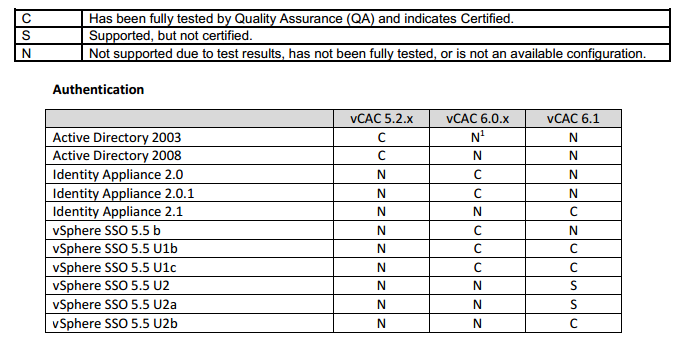 C Has been fully tested by Quality Assurance (QA) and indicates Certified.
S Supported, but not certified.
N Not supported due to test results, has not been fully tested, or is not an available configuration.
Authentication
vCAC 5.2.x vCAC 6.0.x vCAC 6.1
Active Directory 2003 C N¹ N
Active Directory 2008 C N N
Identity Appliance 2.0 N C N
Identity Appliance 2.0.1 N C N
Identity Appliance 2.1 N N C
vSphere SSO 5.5 b N C N
vSphere SSO 5.5 U1b N C C
vSphere SSO 5.5 U1c N C C
vSphere SSO 5.5 U2 N N S
vSphere SSO 5.5 U2a N N S
vSphere SSO 5.5 U2b N N C